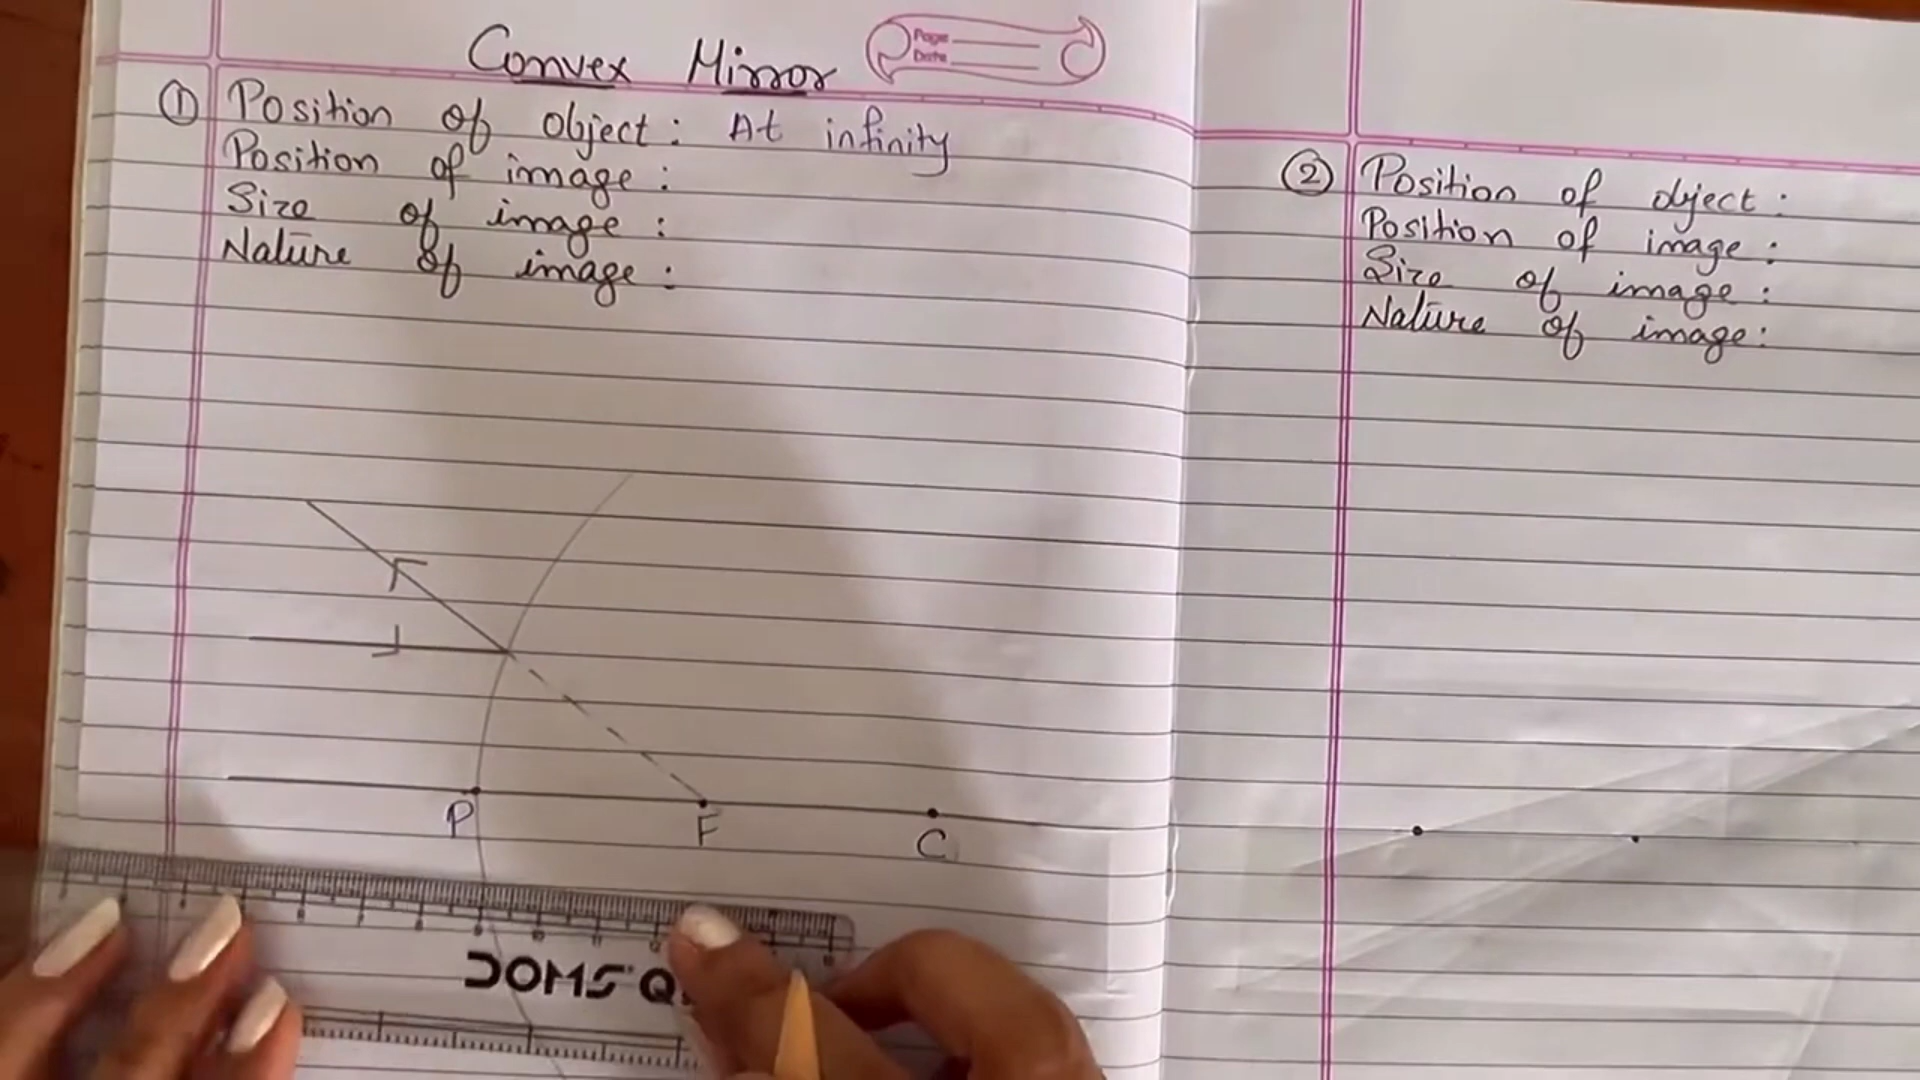 Convex Mirror
Page
Date
① Position of object: At infinity
Position of image:
Size of image:
Nature of image:
② Position of object:
Position of image:
Size of image:
Nature of image:
P
F
C
DOMS Q